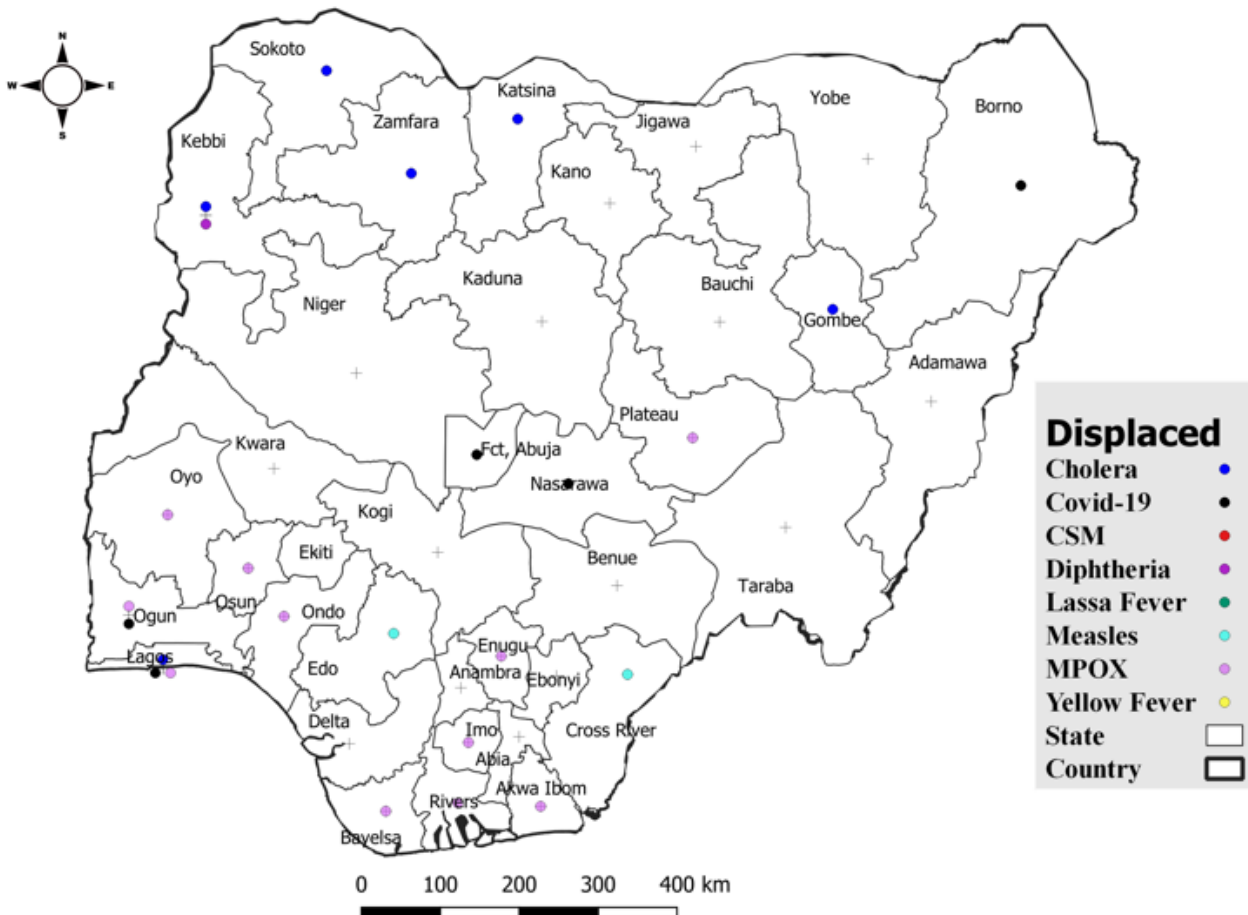 N
W E
S
Sokoto
Katsina
Yobe
Borno
Zamfara
Jigawa
Kebbi
Kano
Kaduna
Bauchi
Niger
Gombe
Adamawa
Plateau
Kwara
Fct, Abuja
Oyo
Nasarawa
Kogi
Ekiti
Benue
Taraba
Osun
Ondo
Ogun
Enugu
Lagos
Edo
Anambra
Ebonyi
Delta
Imo
Cross River
Abia
Akwa Ibom
Rivers
Bayelsa
Displaced
Cholera
Covid-19
CSM
Diphtheria
Lassa Fever
Measles
MPOX
Yellow Fever
State
Country
0 100 200 300 400 km